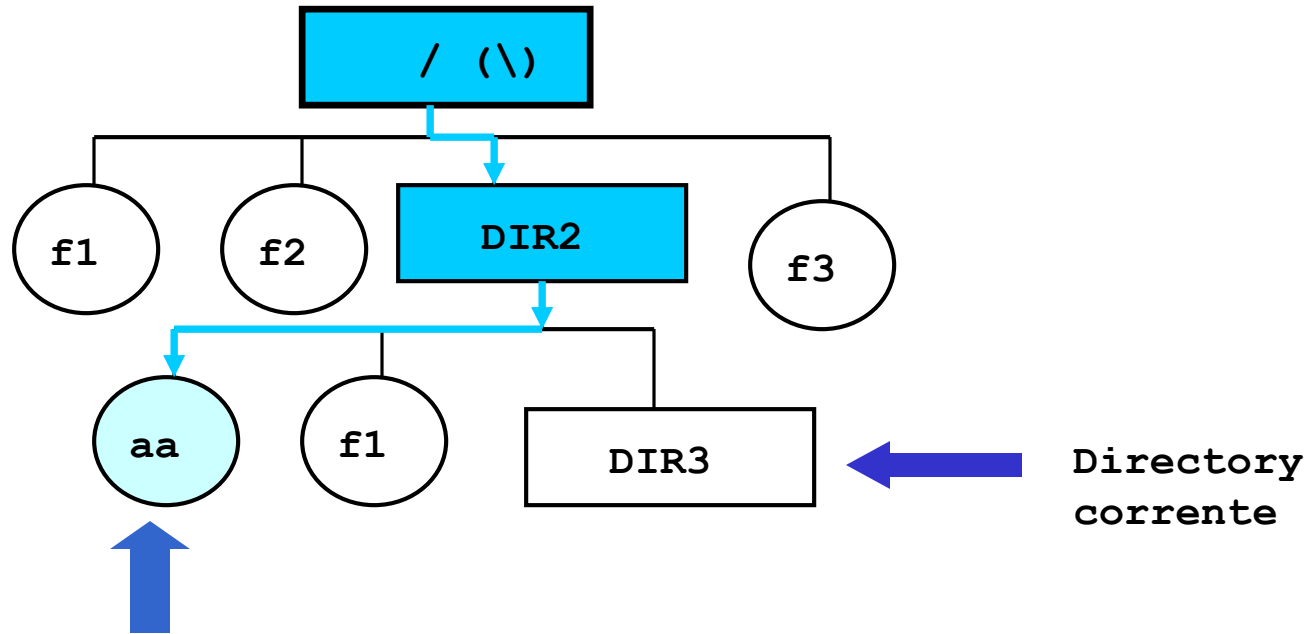 / (\)
f1
f2
DIR2
f3
aa
f1
DIR3
Directory
corrente